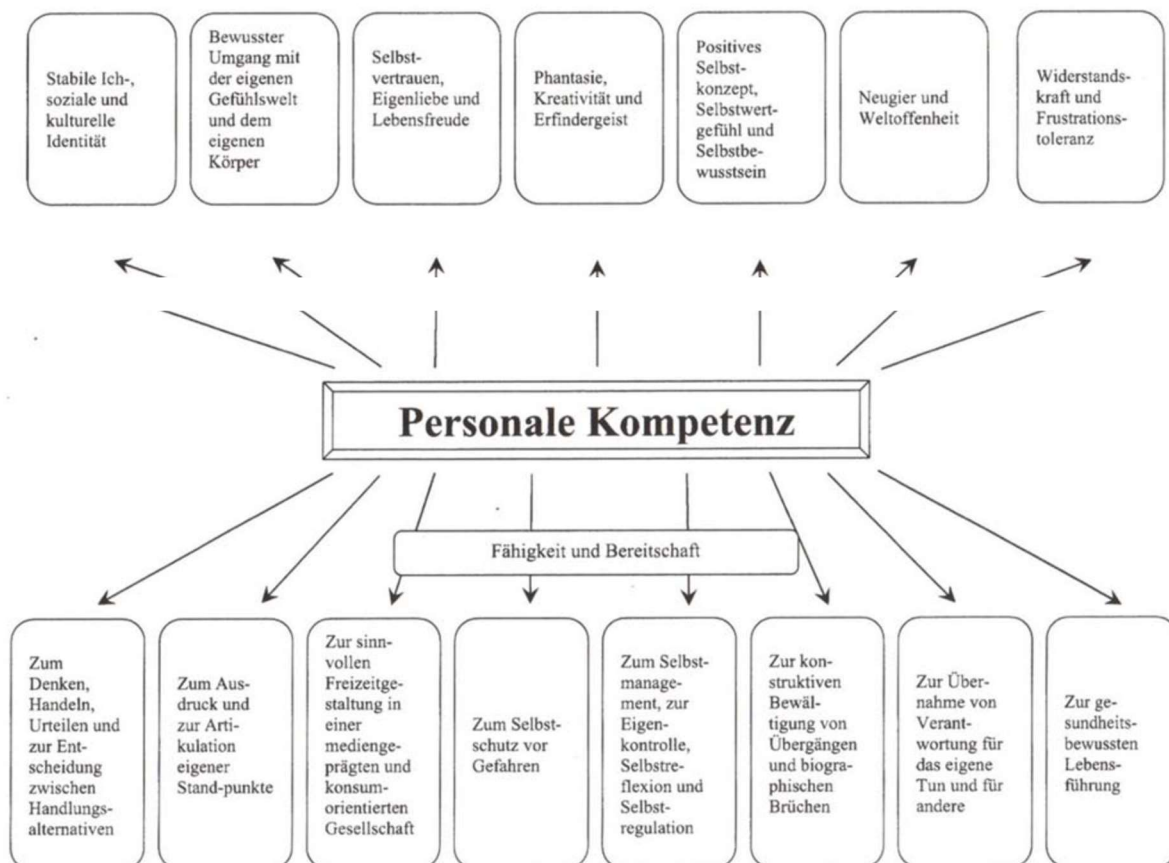 Stabile Ich-,
soziale und
kulturelle
Identität
Bewusster
Umgang mit
der eigenen
Gefühlswelt
und dem
eigenen
Körper
Selbst-
vertrauen,
Eigenliebe und
Lebensfreude
Phantasie,
Kreativität und
Erfindergeist
Positives
Selbst-
konzept,
Selbstwert-
gefühl und
Selbstbe-
wusstsein
Neugier und
Weltoffenheit
Widerstands-
kraft und
Frustrations-
toleranz
Personale Kompetenz
Fähigkeit und Bereitschaft
Zum
Denken,
Handeln,
Urteilen und
zur Ent-
scheidung
zwischen
Handlungs-
alternativen
Zum Aus-
druck und
zur Arti-
kulation
eigener
Stand-punkte
Zur sinn-
vollen
Freizeitge-
staltung in
einer
medienge-
prägten und
konsum-
orientierten
Gesellschaft
Zum Selbst-
schutz vor
Gefahren
Zum Selbst-
manage-
ment, zur
Eigen-
kontrolle,
Selbstre-
flexion und
Selbst-
regulation
Zur kon-
struktiven
Bewäl-
tigung von
Übergängen
und biogra-
phischen
Brüchen
Zur Über-
nahme von
Verant-
wortung für
das eigene
Tun und für
andere
Zur ge-
sundheits-
bewussten
Lebens-
führung